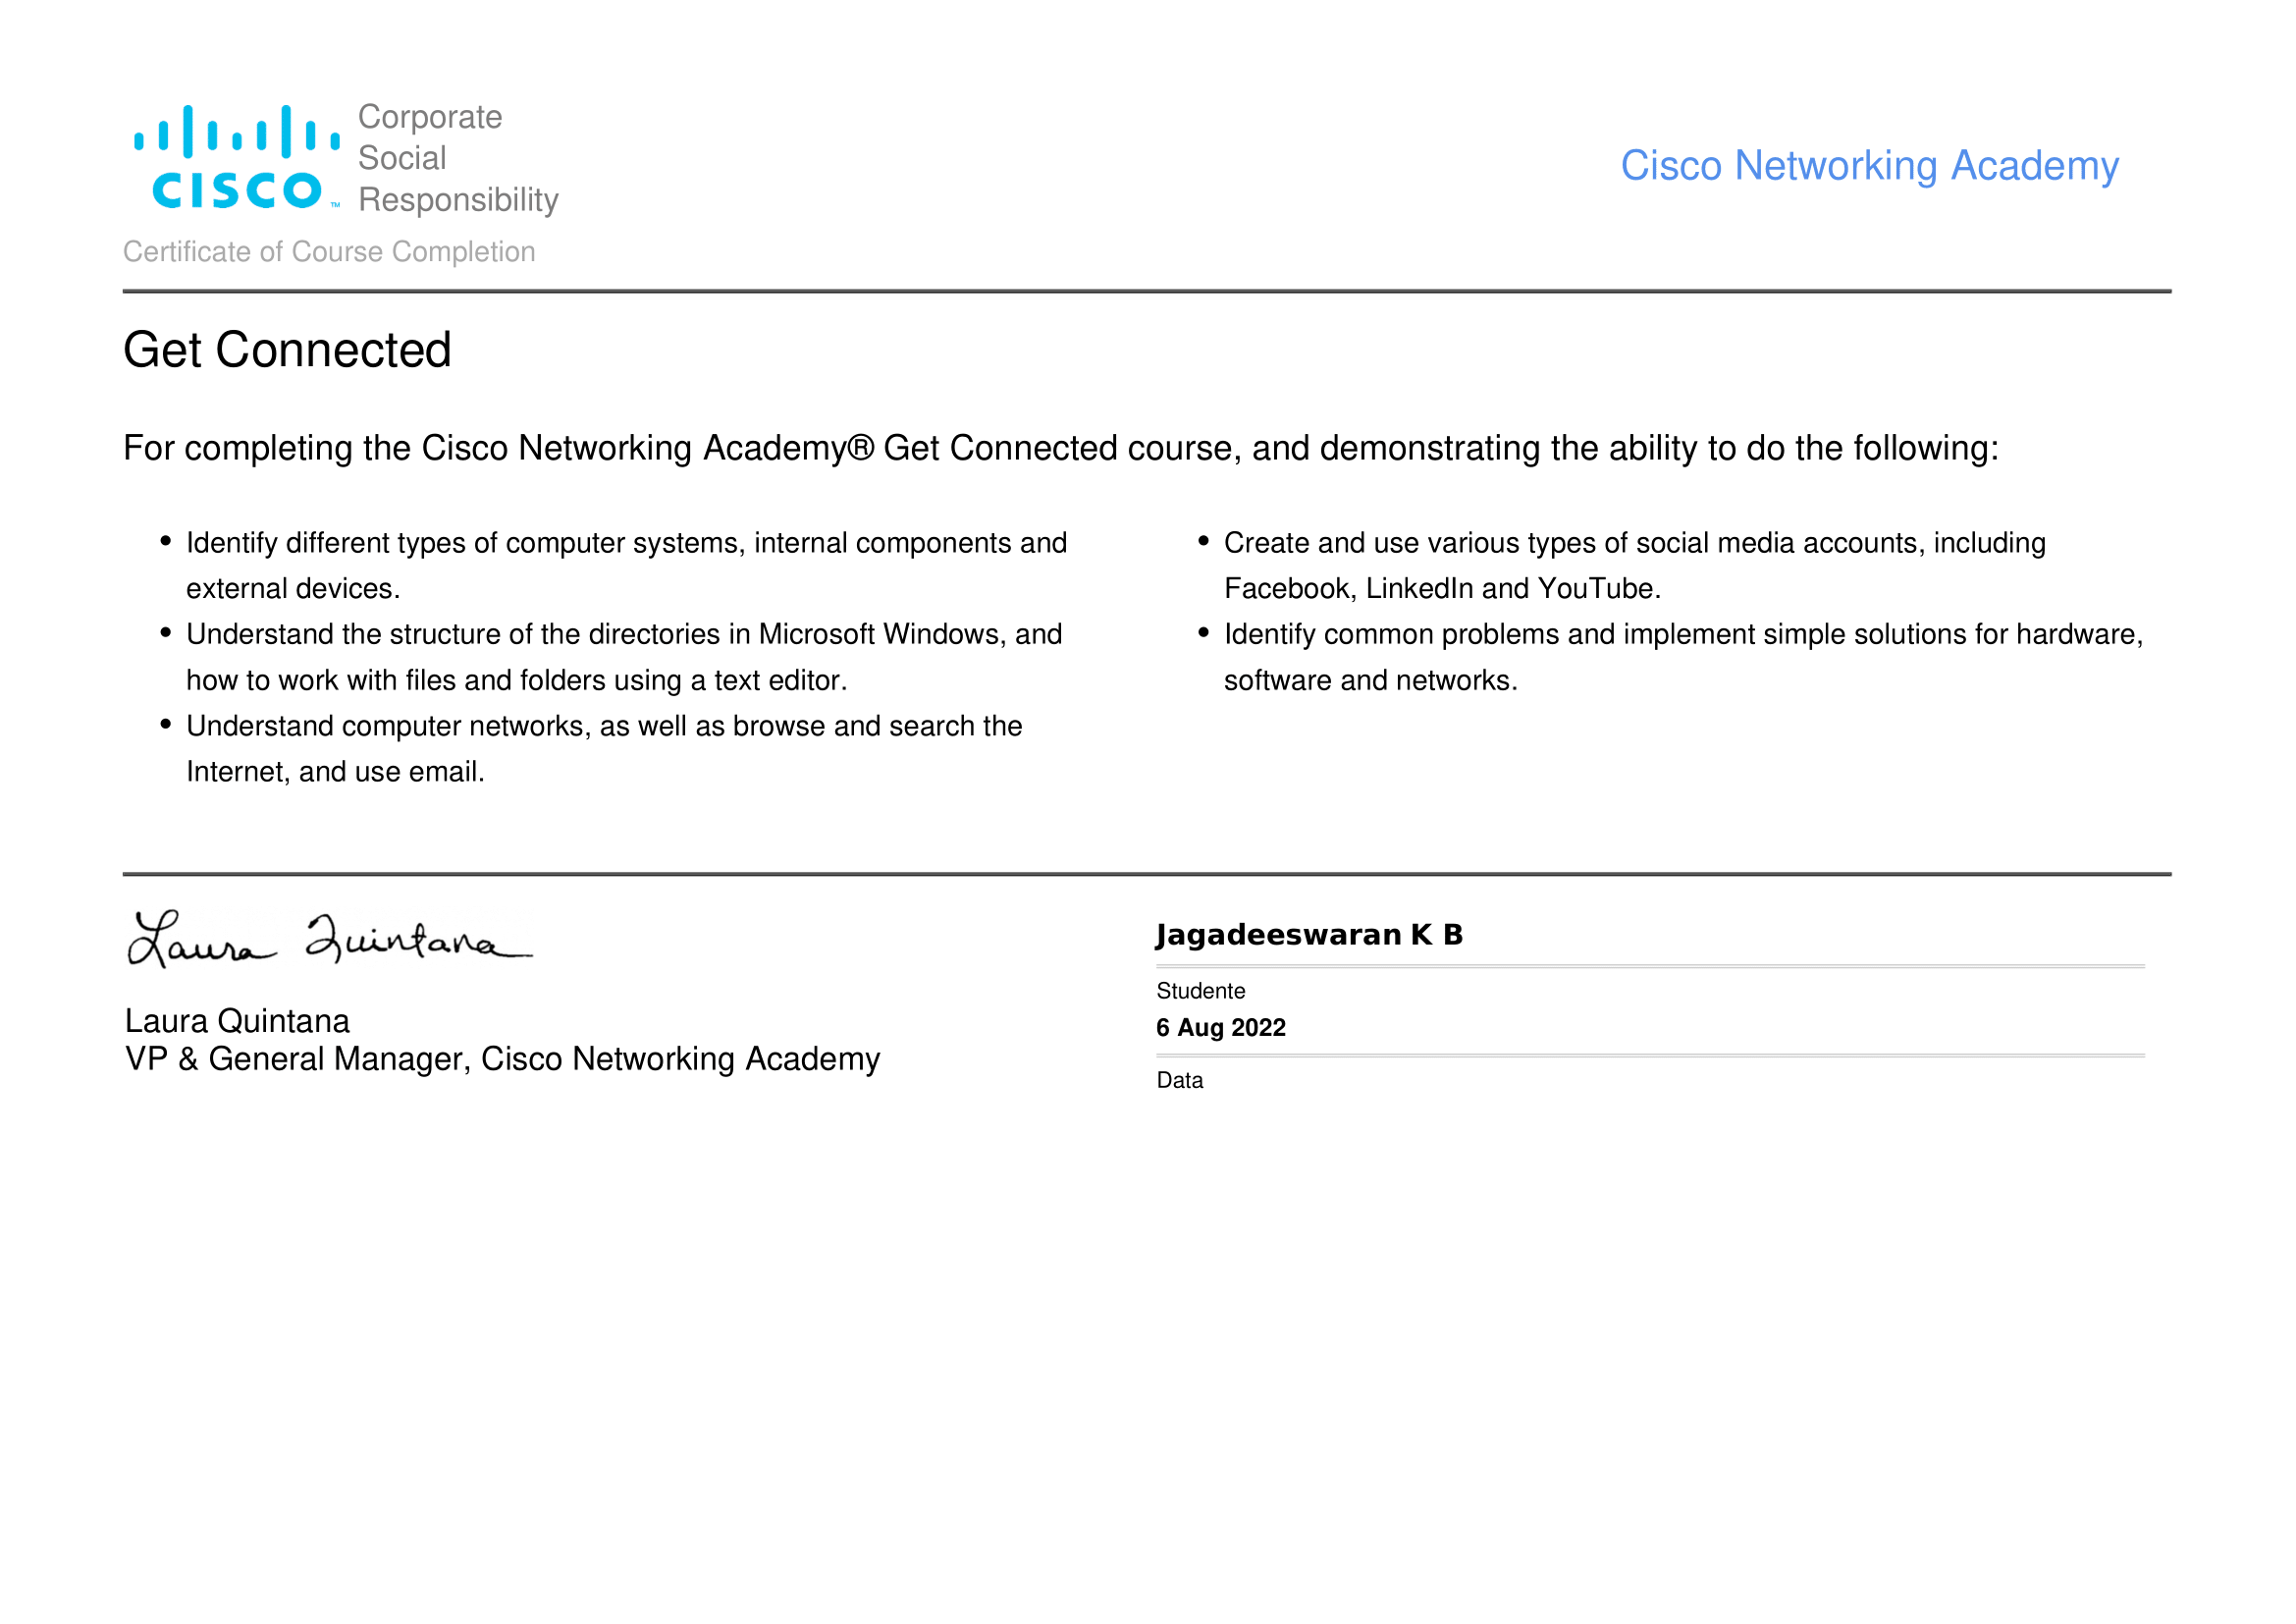 Corporate
Social
Responsibility
CISCO™
Cisco Networking Academy
Certificate of Course Completion
Get Connected
For completing the Cisco Networking Academy® Get Connected course, and demonstrating the ability to do the following:
• Identify different types of computer systems, internal components and
external devices.
• Understand the structure of the directories in Microsoft Windows, and
how to work with files and folders using a text editor.
• Understand computer networks, as well as browse and search the
Internet, and use email.
• Create and use various types of social media accounts, including
Facebook, LinkedIn and YouTube.
• Identify common problems and implement simple solutions for hardware,
software and networks.
Laura Quintana
Laura Quintana
VP & General Manager, Cisco Networking Academy
Jagadeeswaran K B
Studente
6 Aug 2022
Data